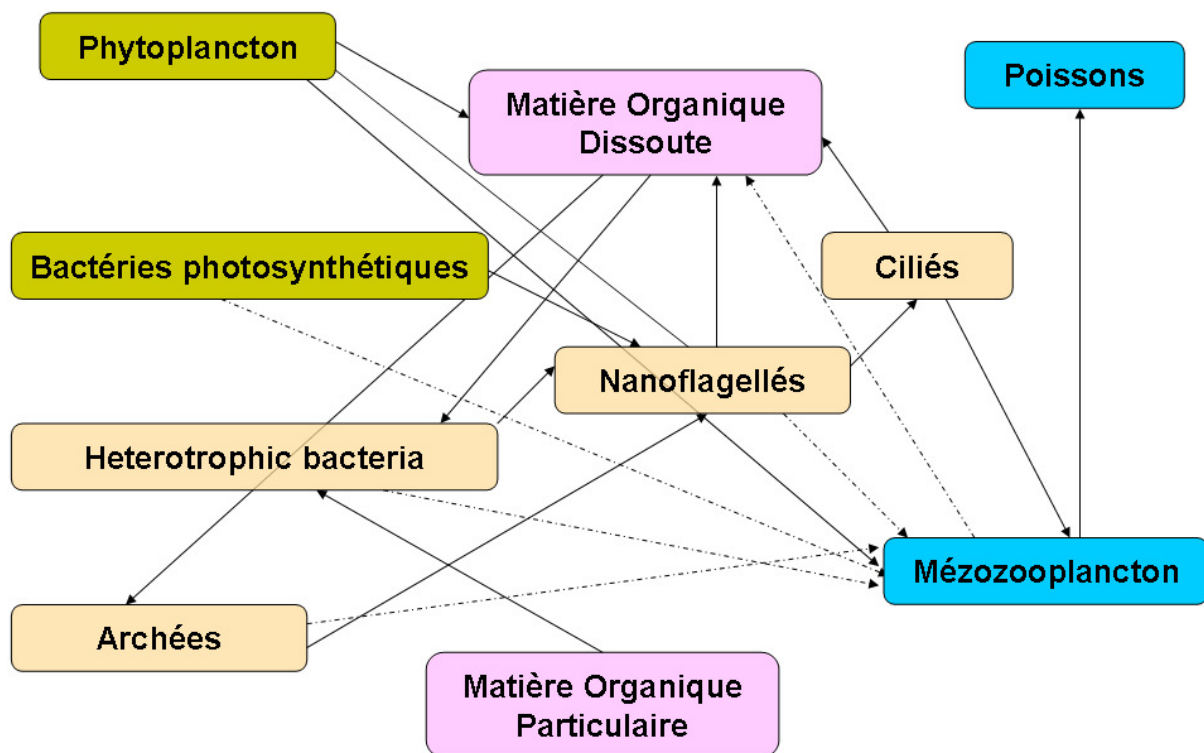 Phytoplancton
Matière Organique
Dissoute
Poissons
Bactéries photosynthétiques
Ciliés
Nanoflagellés
Heterotrophic bacteria
Mézozooplancton
Archées
Matière Organique
Particulaire